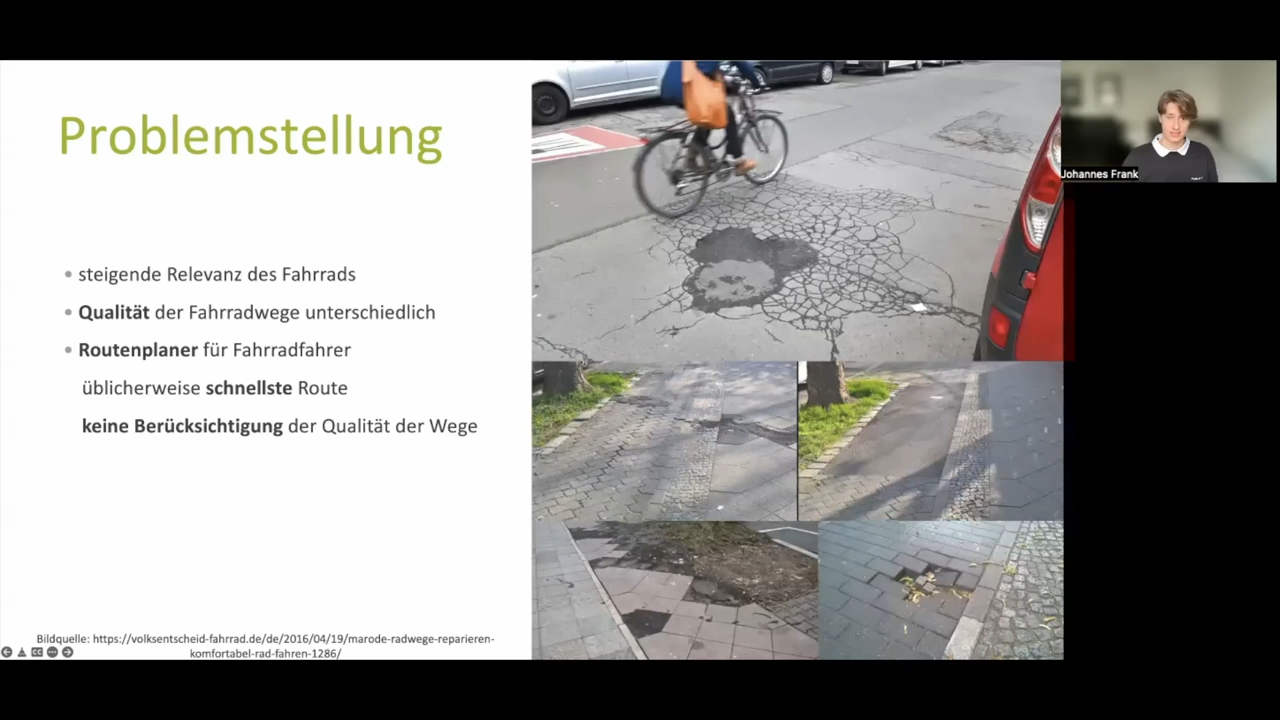 Problemstellung
• steigende Relevanz des Fahrrads
• Qualität der Fahrradwege unterschiedlich
• Routenplaner für Fahrradfahrer
üblicherweise schnellste Route
keine Berücksichtigung der Qualität der Wege
Bildquelle: https://volksentscheid-fahrrad.de/de/2016/04/19/marode-radwege-reparieren-
komfortabel-rad-fahren-1286/
Johannes Frank